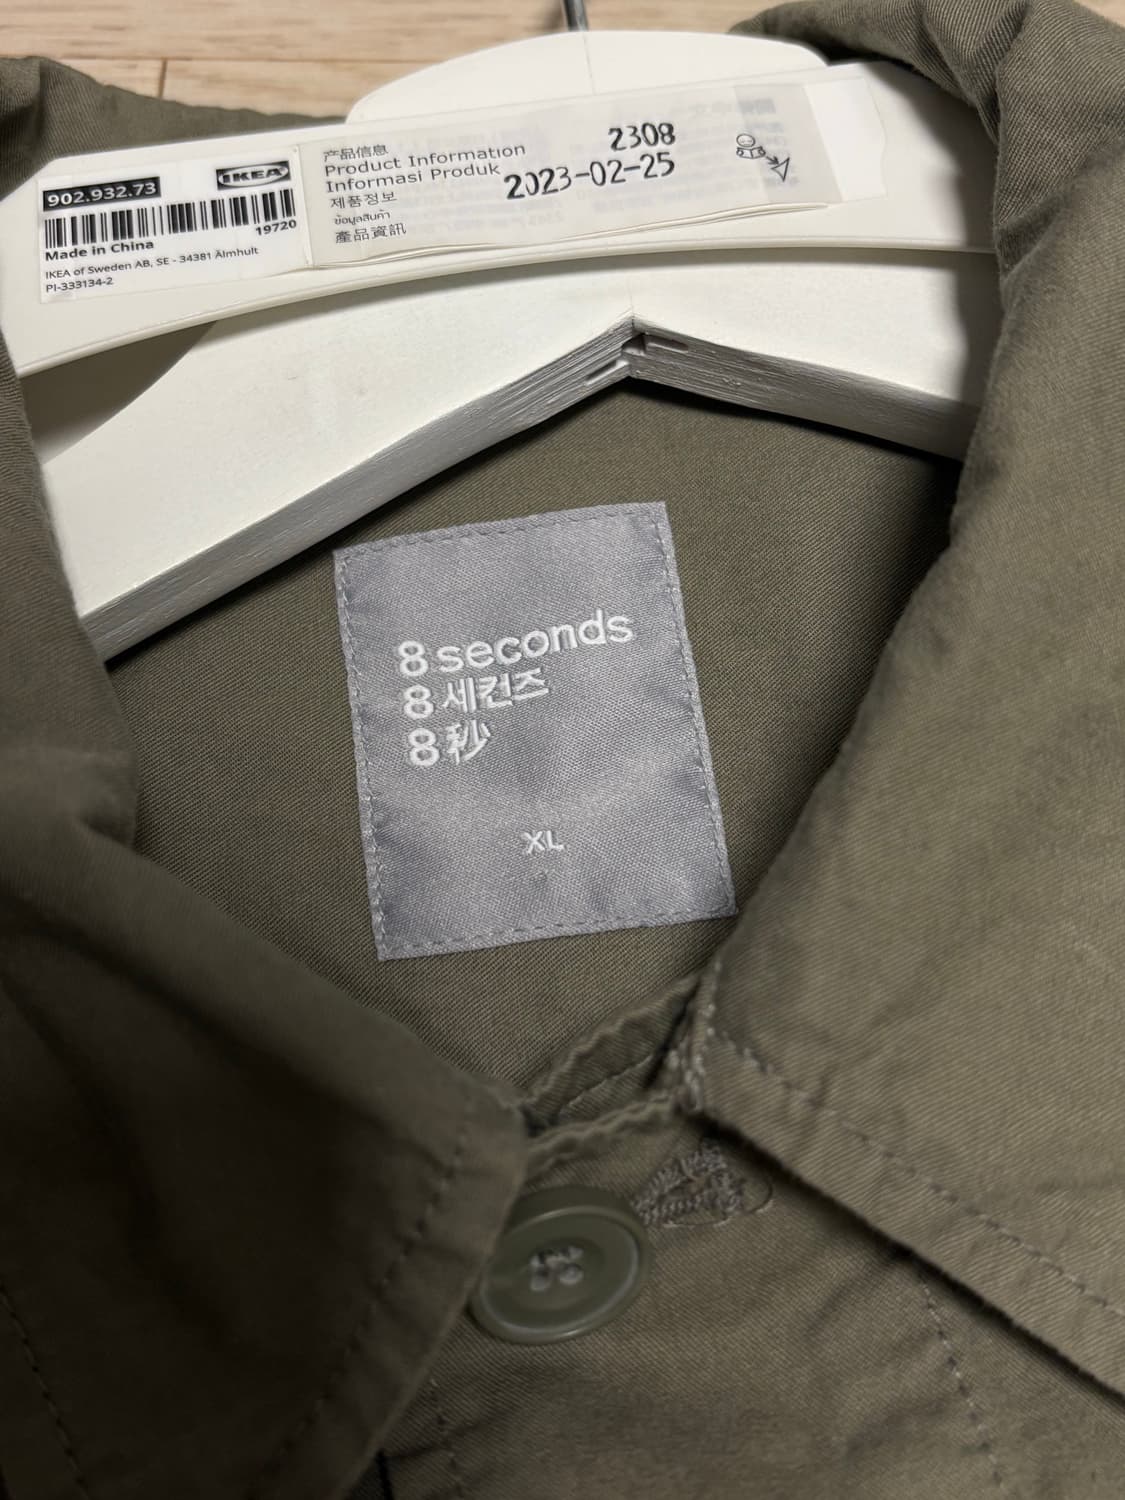 902.932.73
IKEA
19720
Made in China
IKEA of Sweden AB, SE - 34381 Älmhult
PI-333134-2
产品信息
Product Information
Informasi Produk
제품정보
ข้อมูลสินค้า
產品資訊
2308
2023-02-25
8 seconds
8 세컨즈
8 秒
XL